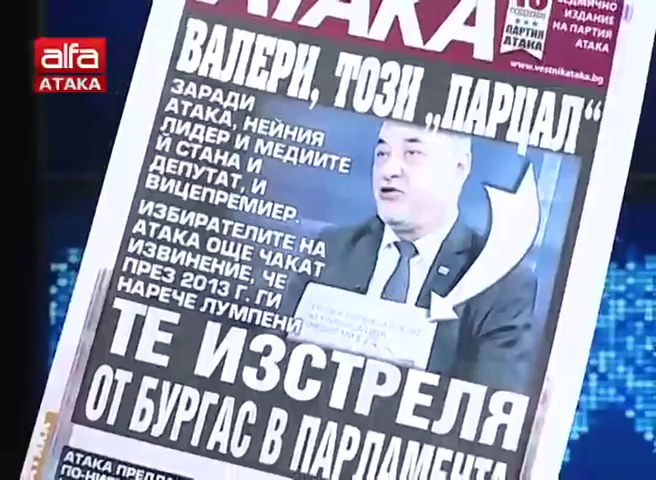 alfa
АТАКА
АТАКА
ПАРТИЯ
АТАКА
ИЗДАНИЕ
НА ПАРТИЯ
АТАКА
www.vestnikataka.bg
ВАЛЕРИ, ТОЗИ „ПАРЦАЛ“
ЗАРАДИ
АТАКА, НЕЙНИЯ
ЛИДЕР И МЕДИИТЕ
Й СТАНА И
ДЕПУТАТ, И
ВИЦЕПРЕМИЕР.
ИЗБИРАТЕЛИТЕ НА
АТАКА ОЩЕ ЧАКАТ
ИЗВИНЕНИЕ, ЧЕ
ПРЕЗ 2013 Г. ГИ
НАРЕЧЕ ЛУМПЕНИ
ТЕ ИЗСТРЕЛЯ
ОТ БУРГАС В ПАРЛАМЕНТА
АТАКА